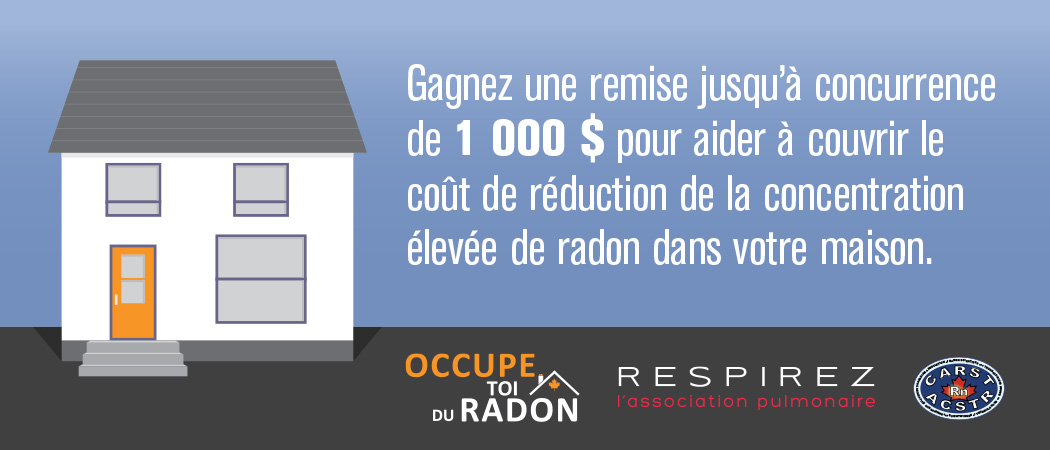 Gagnez une remise jusqu'à concurrence
de 1 000 $ pour aider à couvrir le
coût de réduction de la concentration
élevée de radon dans votre maison.
OCCUPE
TOI
DU RADON
RESPIREZ
l'association pulmonaire
CARST
Rn
ACSTR